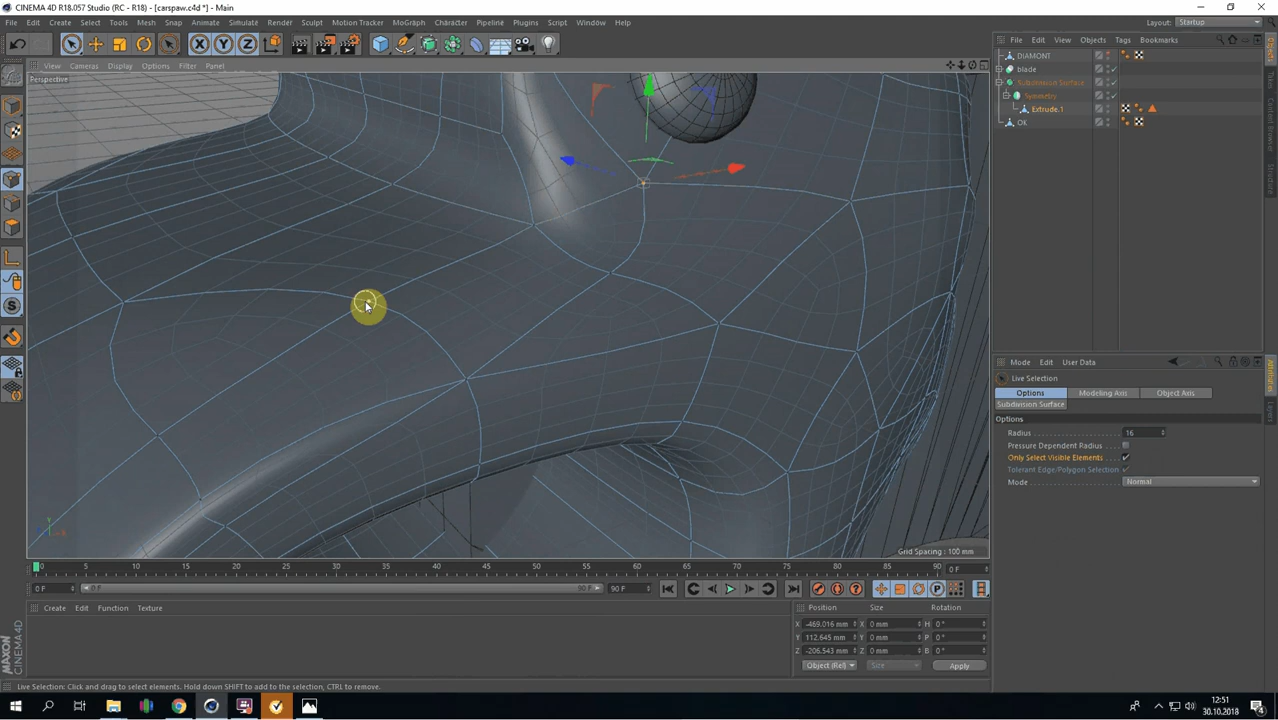 CINEMA 4D R18.057 Studio (RC - R18) - [carspaw.c4d *] - Main
File Edit Create Select Tools Mesh Snap Animate Simulate Render Sculpt Motion Tracker MoGraph Character Pipeline Plugins Script Window Help
Layout: Startup
File Edit View Objects Tags Bookmarks
View Cameras Display Options Filter Panel
Perspective
DIAMONT
blade
Subdivision Surface
Symmetry
Extrude.1
OK
Objects
Takes
Content Browser
Structure
Mode Edit User Data
Live Selection
Options Modeling Axis Object Axis
Subdivision Surface
Options
Radius 16
Pressure Dependent Radius
Only Select Visible Elements
Tolerant Edge/Polygon Selection
Mode Normal
Attributes
Layers
Grid Spacing : 100 mm
0 5 10 15 20 25 30 35 40 45 50 55 60 65 70 75 80 85 90 0 F
0 F 0 F 90 F 90 F
Create Edit Function Texture
Position Size Rotation
X -469.016 mm X 0 mm H 0 °
Y 112.645 mm Y 0 mm P 0 °
Z -206.543 mm Z 0 mm B 0 °
Object (Rel) Size Apply
MAXON CINEMA 4D
Live Selection: Click and drag to select elements. Hold down SHIFT to add to the selection, CTRL to remove.
12:51
30.10.2018